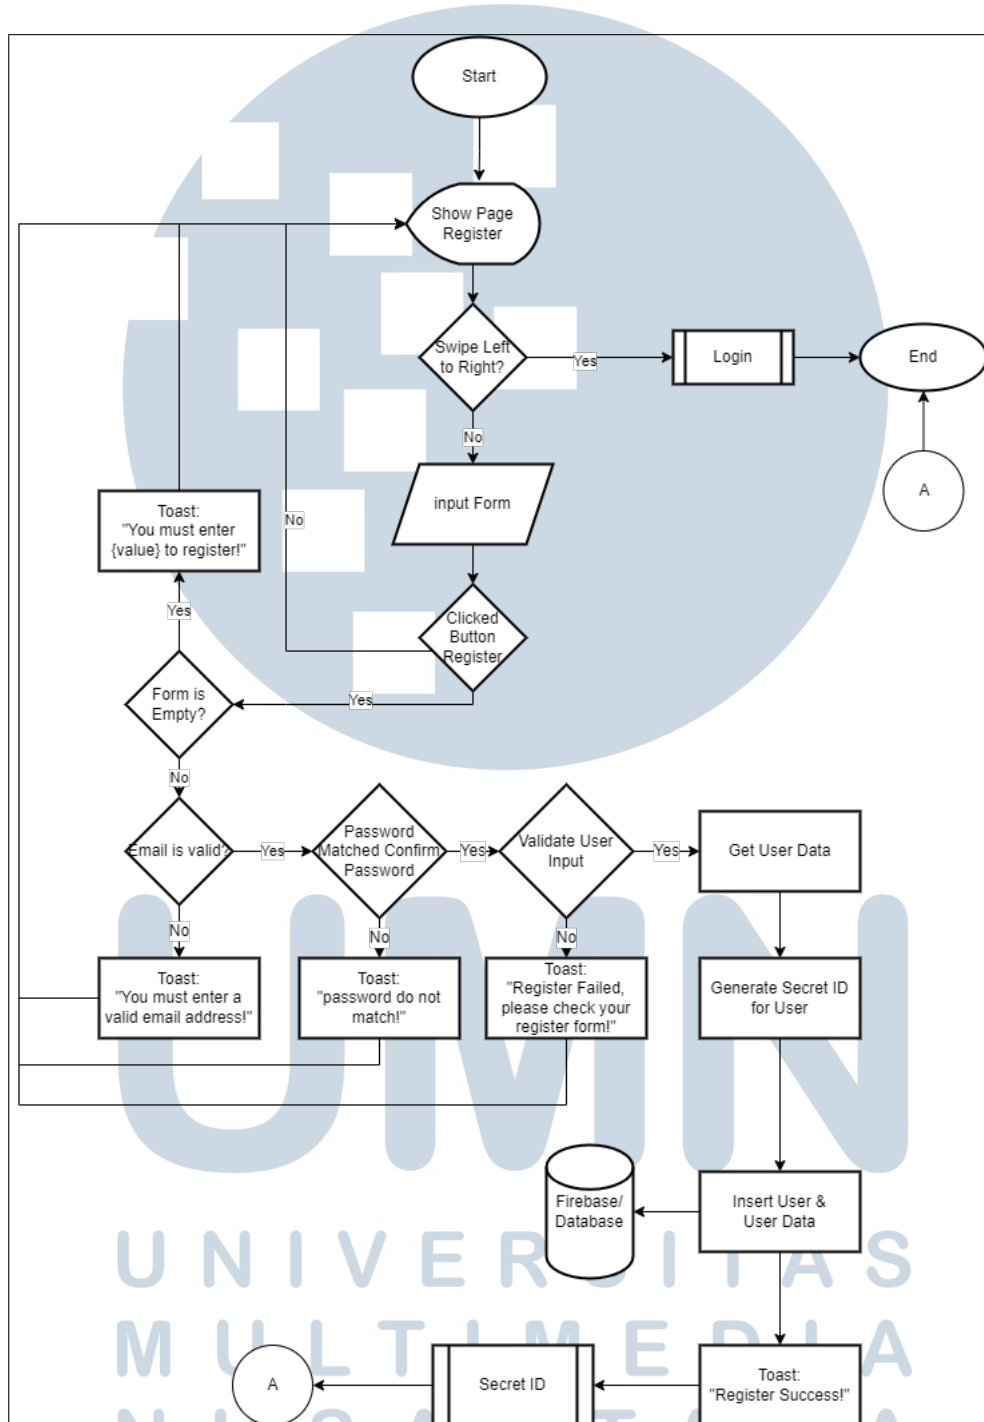 Start
Show Page
Register
Swipe Left
to Right?
Yes
Login
End
No
input Form
A
Toast:
"You must enter
{value} to register!"
No
Yes
Clicked
Button
Register
Form is
Empty?
Yes
No
Email is valid?
Yes
Password
Matched Confirm
Password
Yes
Validate User
Input
Yes
Get User Data
No
No
No
Toast:
"You must enter a
valid email address!"
Toast:
"password do not
match!"
Toast:
"Register Failed,
please check your
register form!"
Generate Secret ID
for User
UMN
Firebase/
Database
Insert User &
User Data
UNIVERSITAS
MULTIMEDIA
A
Secret ID
Toast:
"Register Success!"